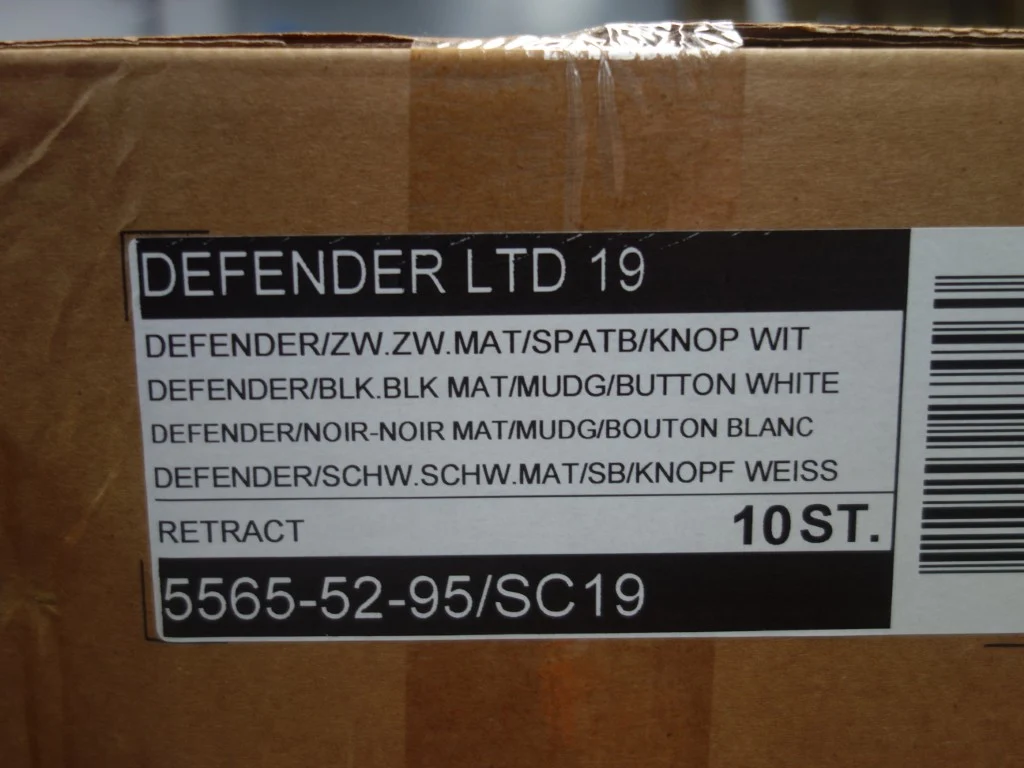 DEFENDER LTD 19
DEFENDER/ZW.ZW.MAT/SPATB/KNOP WIT
DEFENDER/BLK.BLK MAT/MUDG/BUTTON WHITE
DEFENDER/NOIR-NOIR MAT/MUDG/BOUTON BLANC
DEFENDER/SCHW.SCHW.MAT/SB/KNOPF WEISS
RETRACT 10 ST.
5565-52-95/SC19